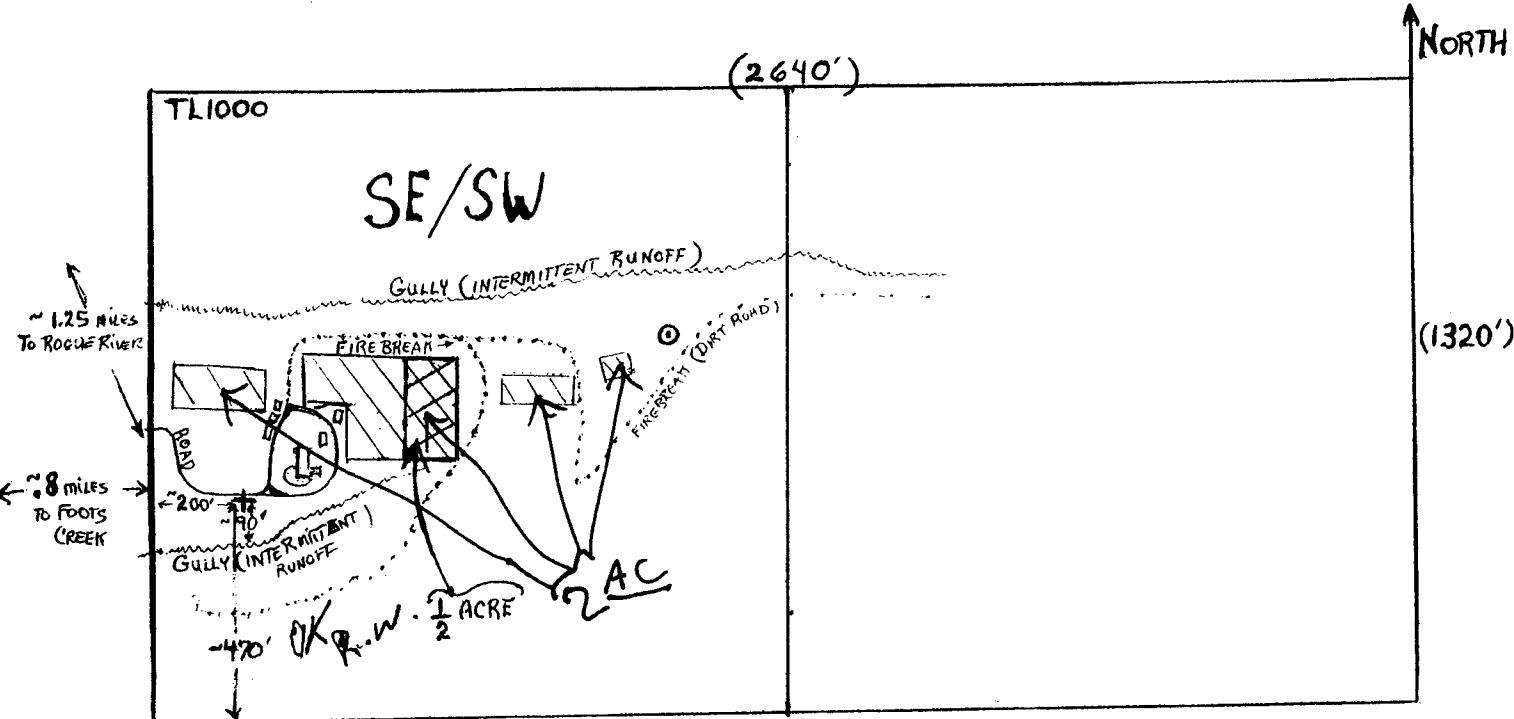 NORTH
(2640')
TL1000
SE/SW
GULLY (INTERMITTENT RUNOFF)
~ 1.25 MILES
TO ROGUE RIVER
(1320')
FIREBREAK
FIREBREAK (DIRT ROAD)
ROAD
~.8 MILES
TO FOOTS
CREEK
~200'
~90'
GULLY (INTERMITTENT)
RUNOFF
2 AC
OK R.W. 1/2 ACRE
~470'